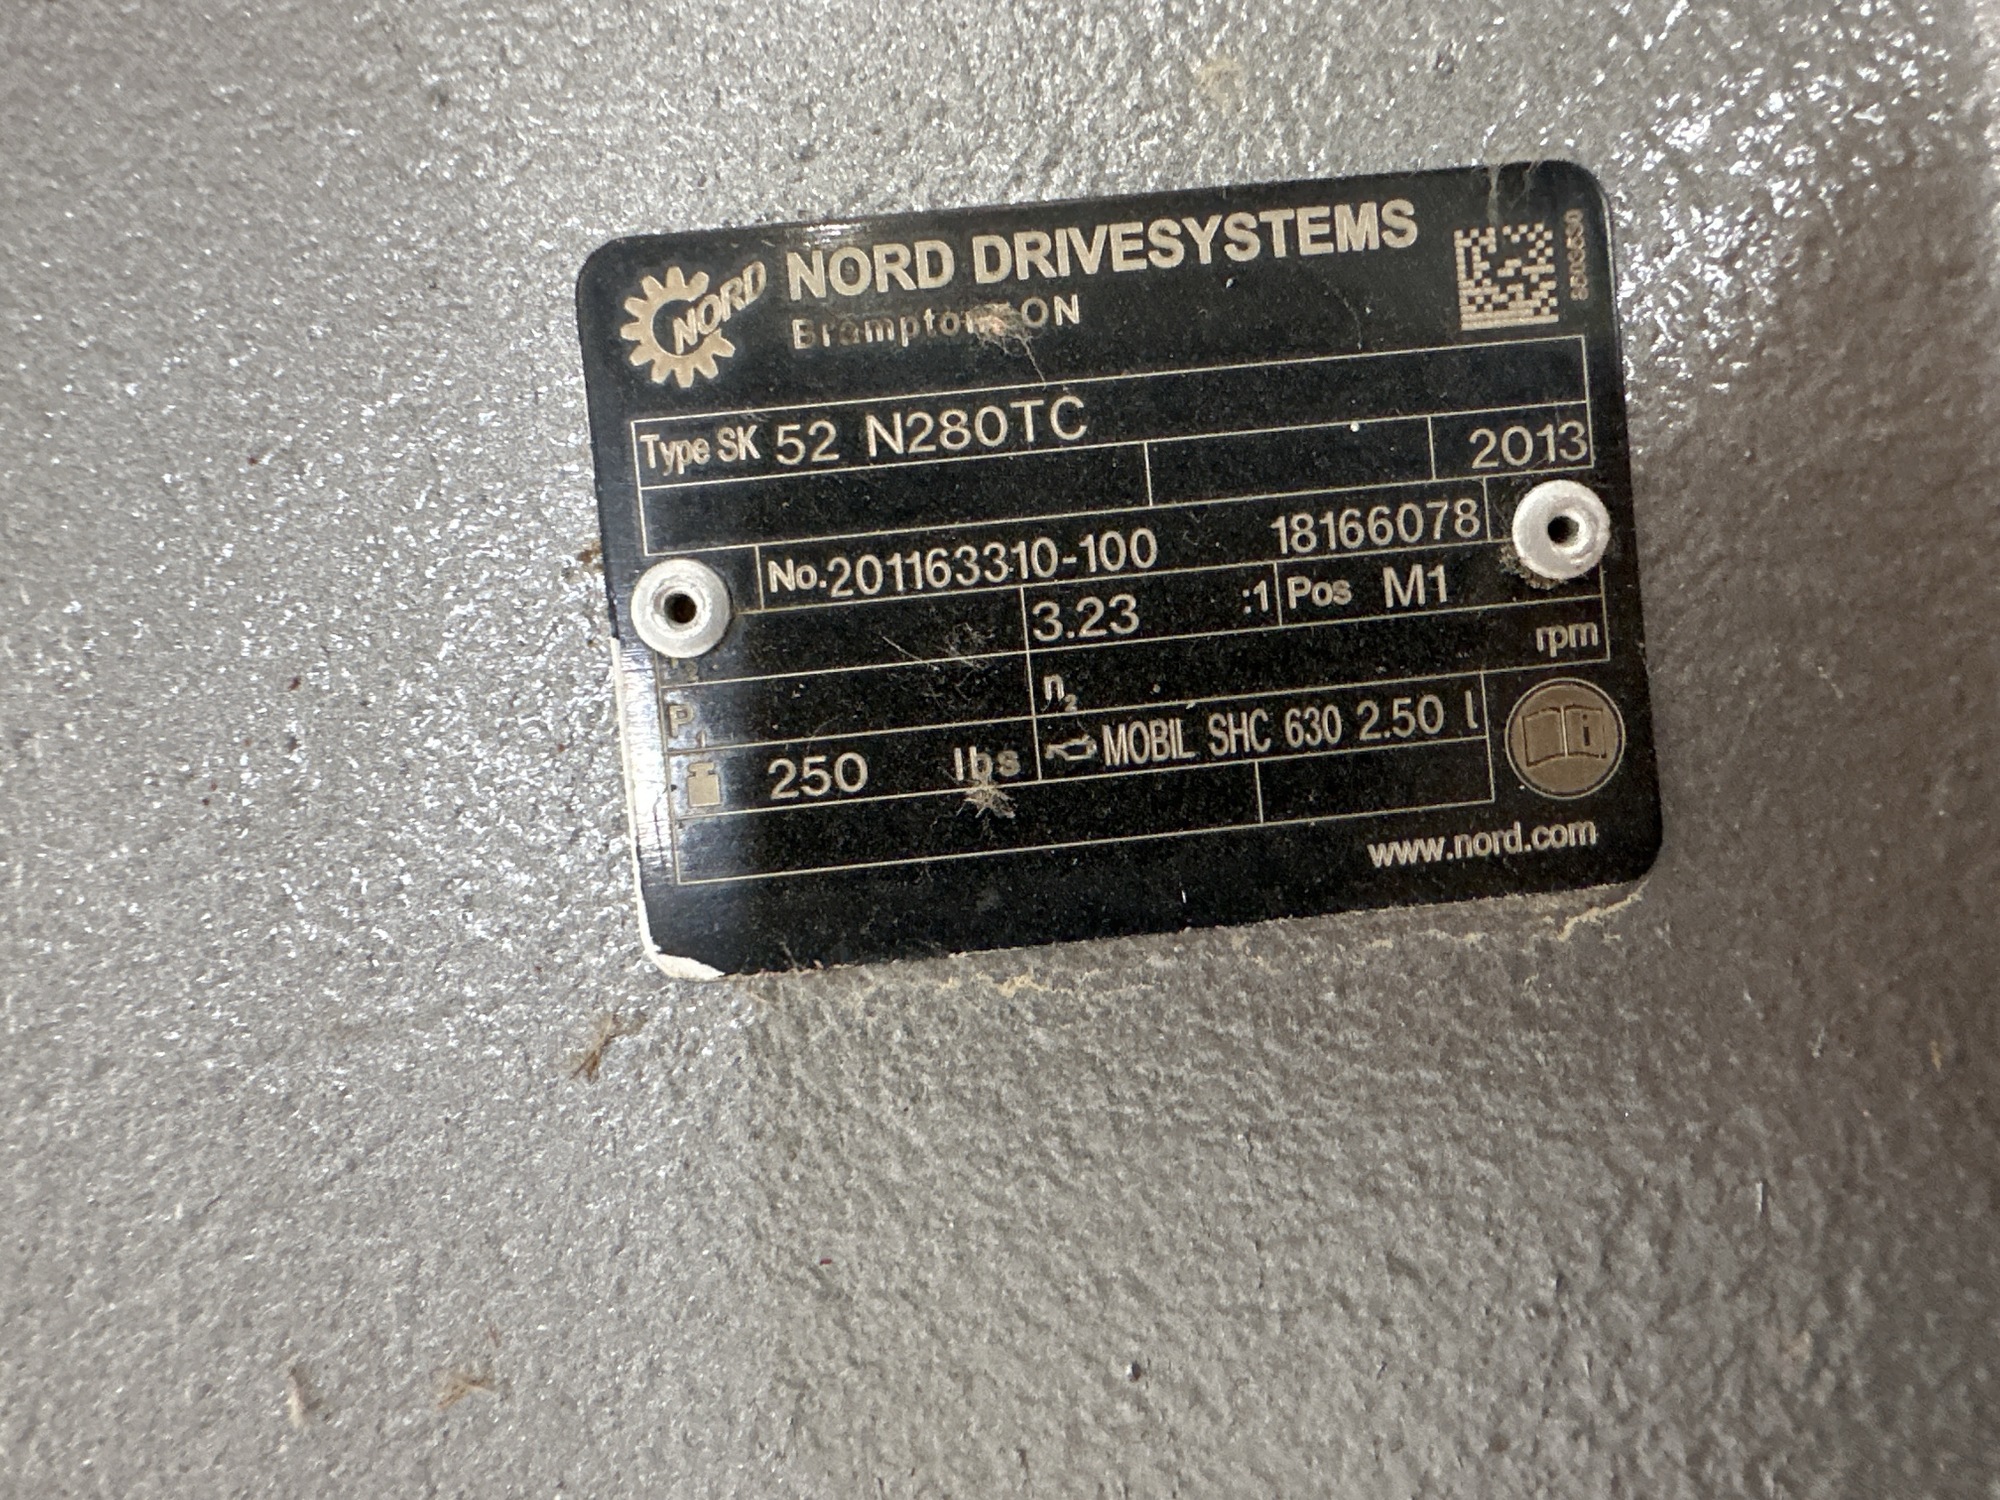 NORD
NORD DRIVESYSTEMS
Brampton, ON
Type SK 52 N280TC
2013
No. 201163310-100 18166078
3.23 :1 Pos M1
P₁ n₂ rpm
250 lbs MOBIL SHC 630 2.50 l
i
www.nord.com